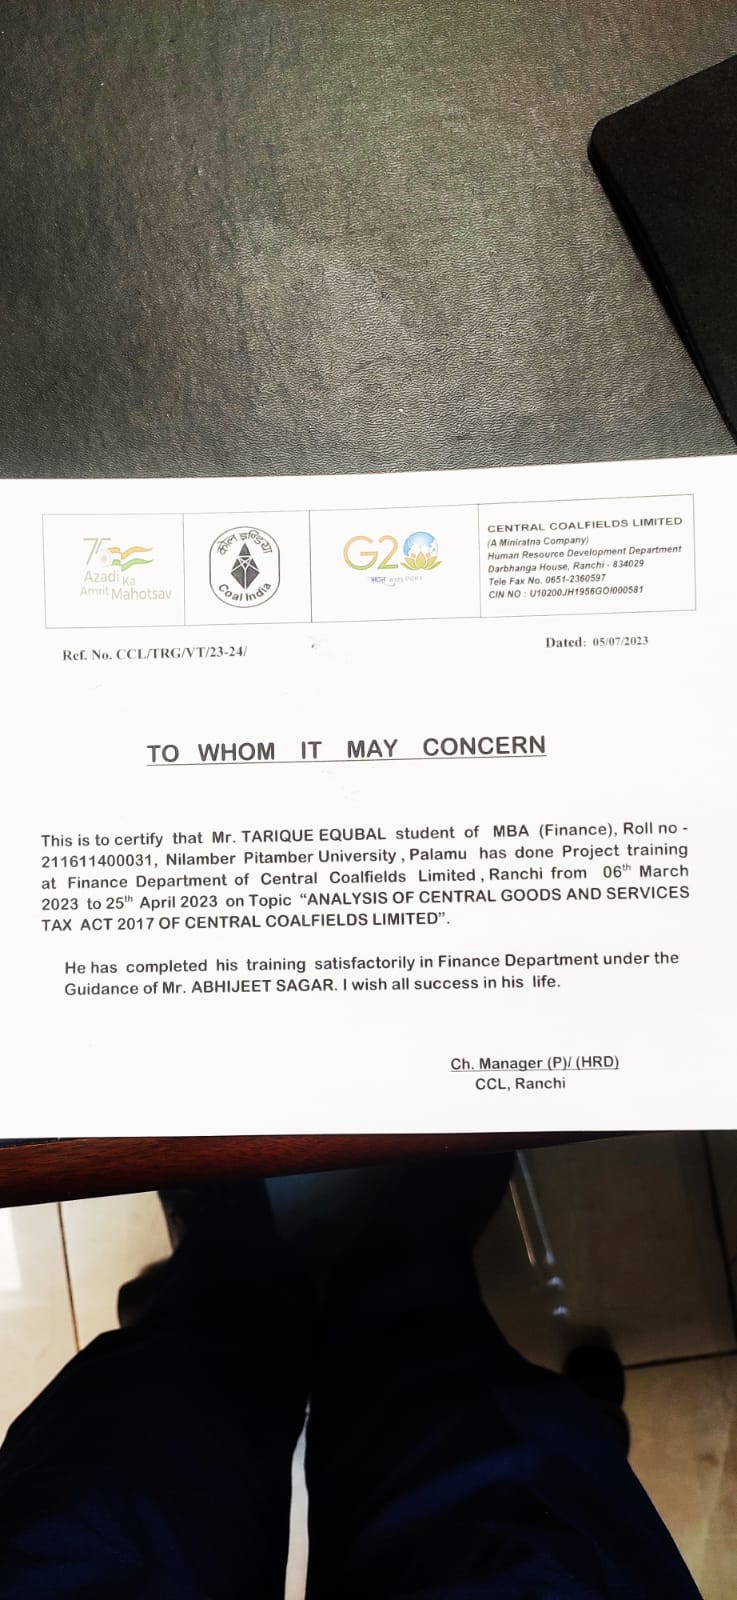 75
Azadi Ka
Amrit Mahotsav
कोल इण्डिया
Coal India
G20
भारत 2023 INDIA
CENTRAL COALFIELDS LIMITED
(A Miniratna Company)
Human Resource Development Department
Darbhanga House, Ranchi - 834029
Tele Fax No. 0651-2360597
CIN NO : U10200JH1956GOI000581
Ref. No. CCL/TRG/VT/23-24/
Dated: 05/07/2023
TO WHOM IT MAY CONCERN
This is to certify that Mr. TARIQUE EQUBAL student of MBA (Finance), Roll no -
211611400031, Nilamber Pitamber University , Palamu has done Project training
at Finance Department of Central Coalfields Limited , Ranchi from 06th March
2023 to 25th April 2023 on Topic “ANALYSIS OF CENTRAL GOODS AND SERVICES
TAX ACT 2017 OF CENTRAL COALFIELDS LIMITED”.
He has completed his training satisfactorily in Finance Department under the
Guidance of Mr. ABHIJEET SAGAR. I wish all success in his life.
Ch. Manager (P)/ (HRD)
CCL, Ranchi